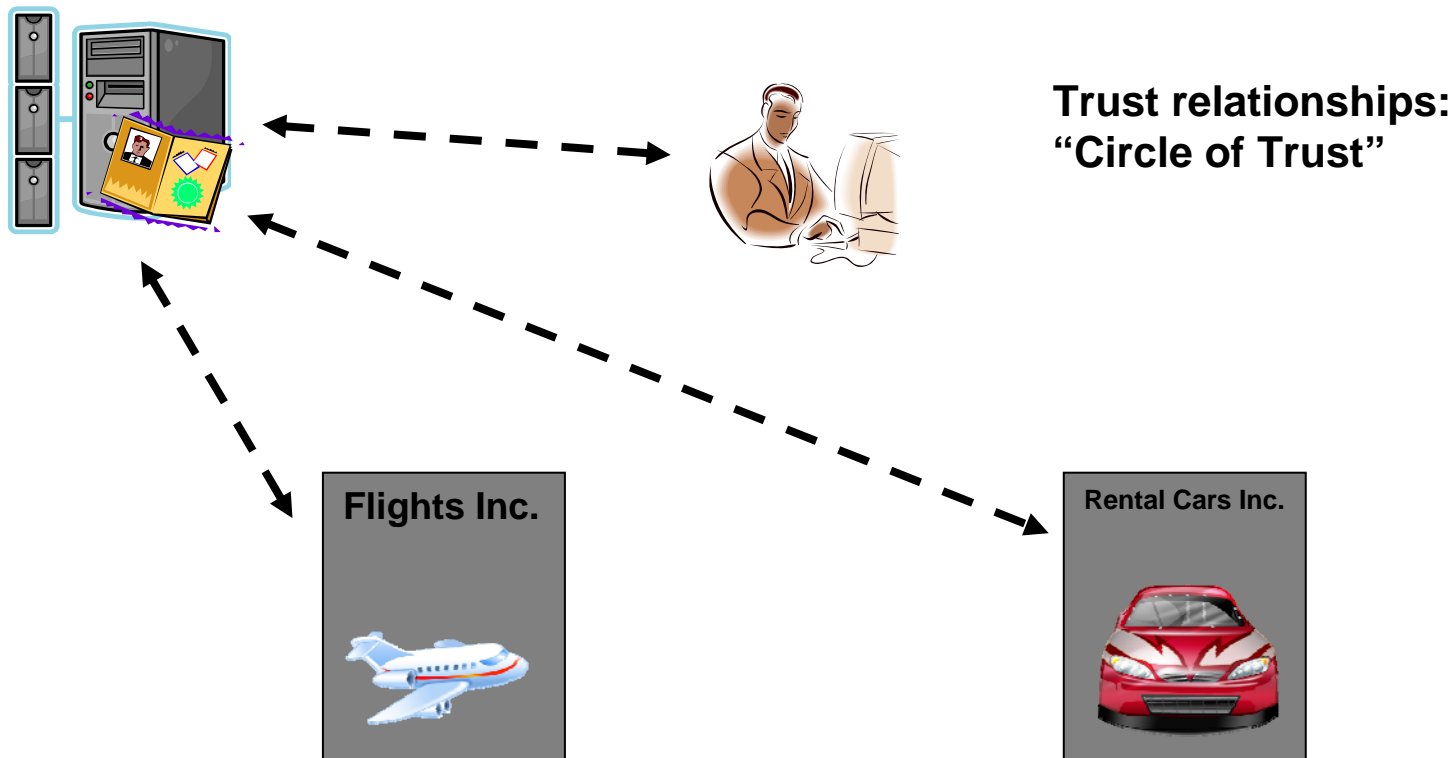 Trust relationships:
“Circle of Trust”
Flights Inc.
Rental Cars Inc.